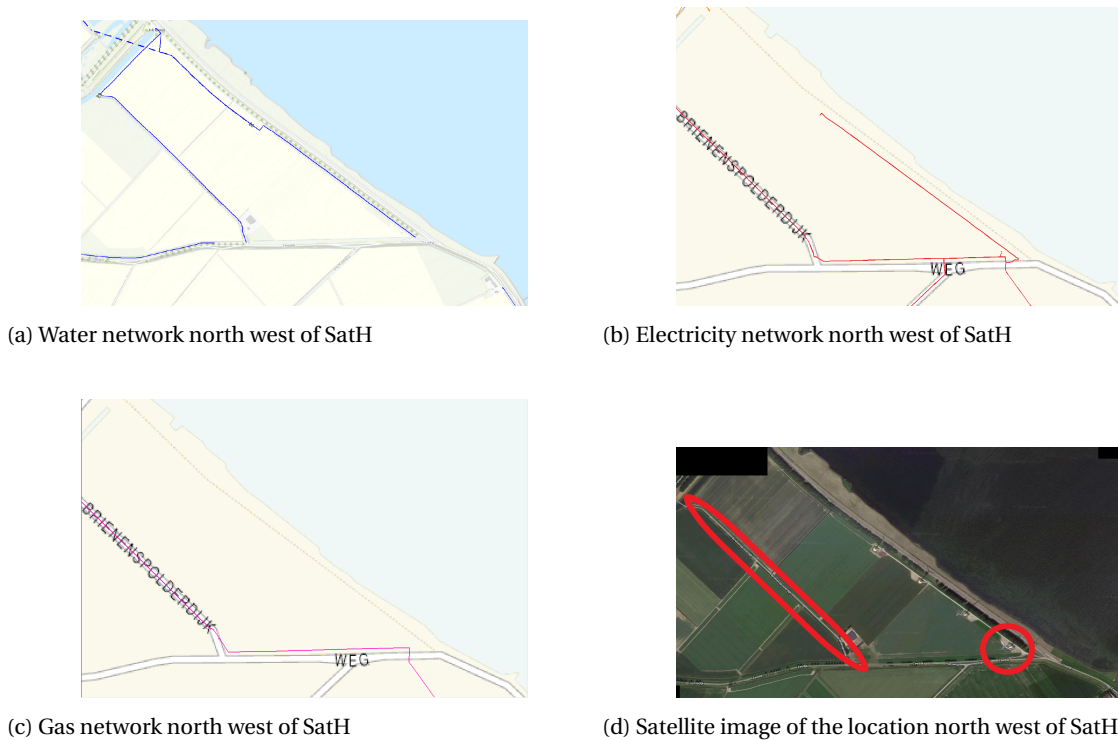 (a) Water network north west of SatH
BRIENENSPOLDERDIJK
WEG
(b) Electricity network north west of SatH
BRIENENSPOLDERDIJK
WEG
(c) Gas network north west of SatH
(d) Satellite image of the location north west of SatH